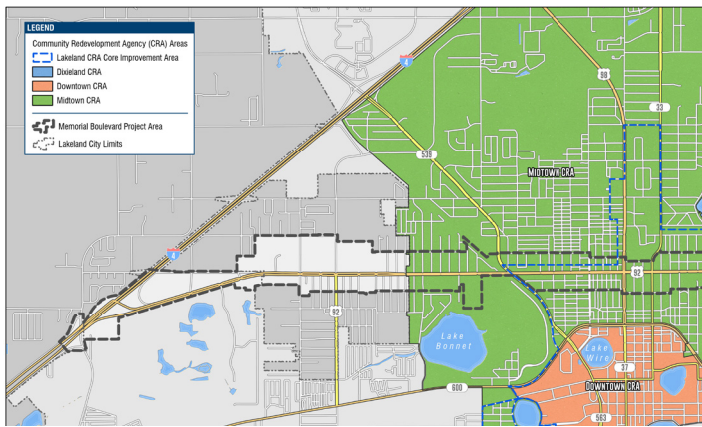 LEGEND
Community Redevelopment Agency (CRA) Areas
Lakeland CRA Core Improvement Area
Dixieland CRA
Downtown CRA
Midtown CRA
Memorial Boulevard Project Area
Lakeland City Limits
4
98
33
539
MIDTOWN CRA
4
92
92
Lake
Bonnet
Lake
Wire
37
600
DOWNTOWN CRA
563